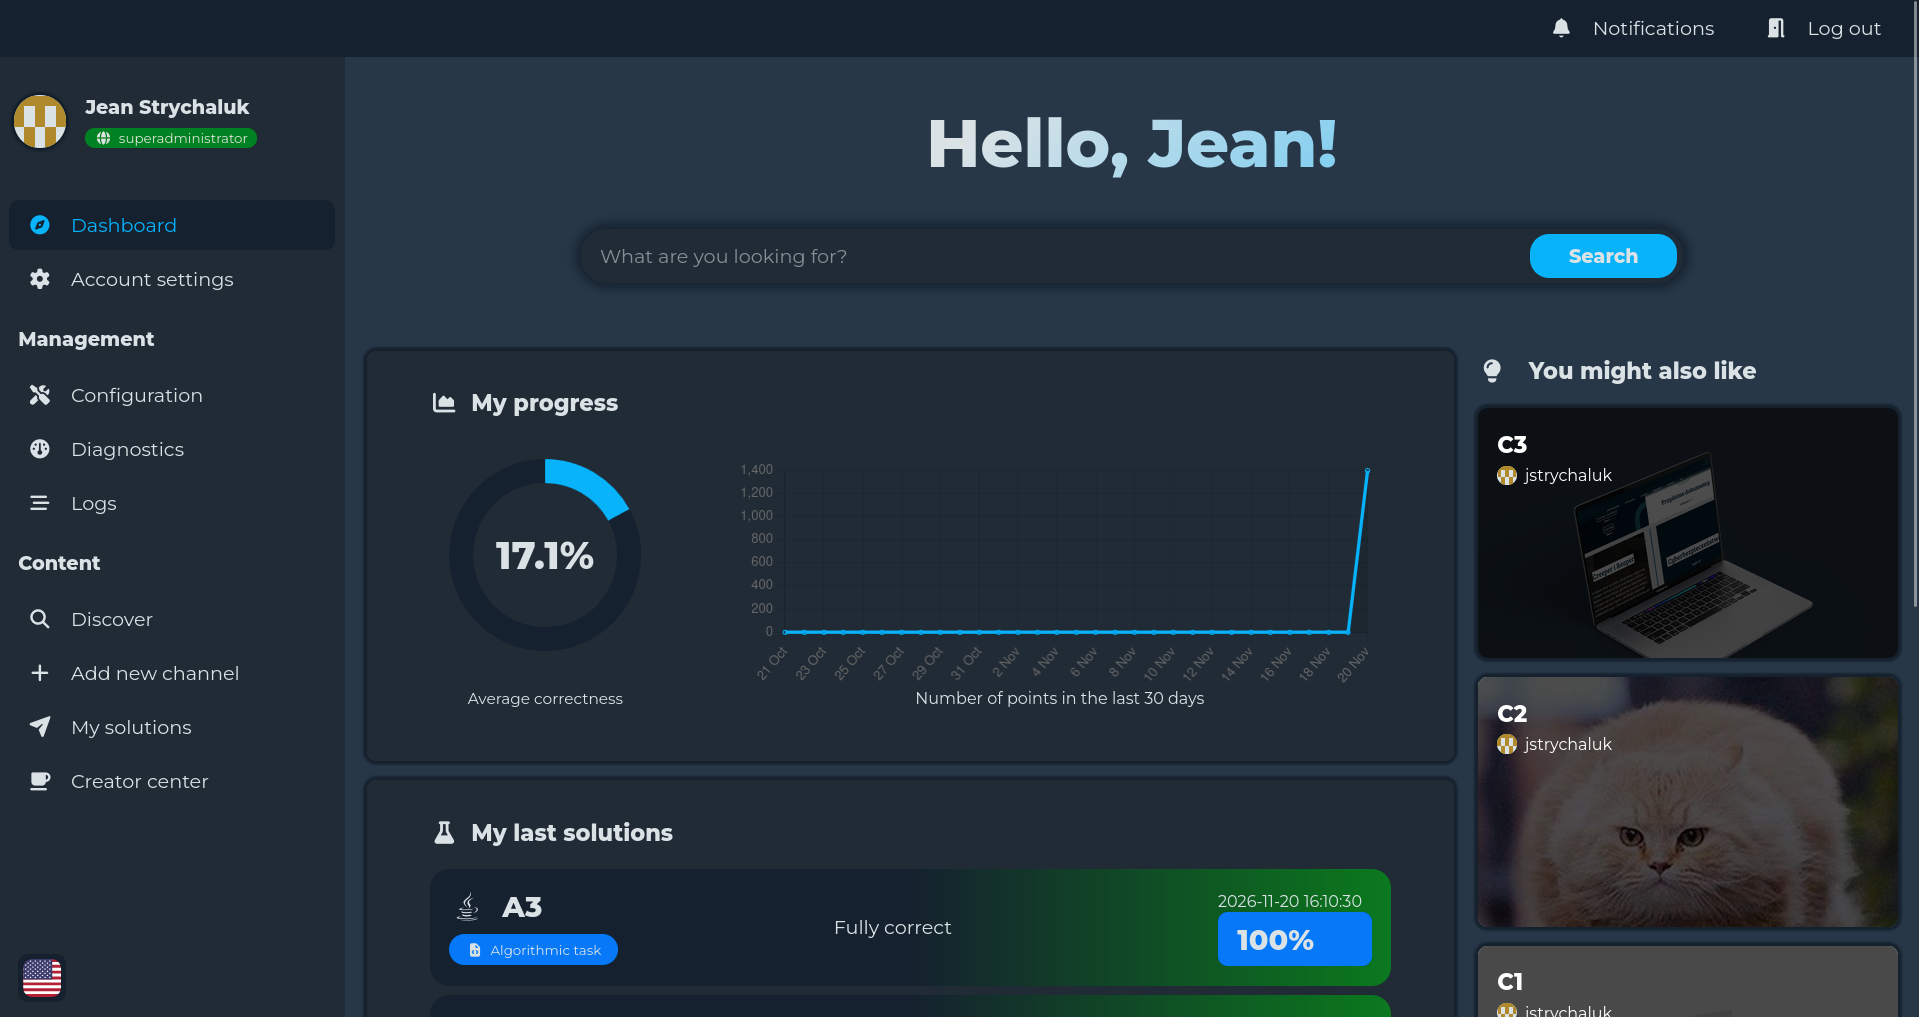 Notifications
Log out
Jean Strychaluk
superadministrator
Dashboard
Account settings
Management
Configuration
Diagnostics
Logs
Content
Discover
Add new channel
My solutions
Creator center
Hello, Jean!
What are you looking for?
Search
My progress
17.1%
Average correctness
1,400
1,200
1,000
800
600
400
200
0
21 Oct
23 Oct
25 Oct
27 Oct
29 Oct
31 Oct
2 Nov
4 Nov
6 Nov
8 Nov
10 Nov
12 Nov
14 Nov
16 Nov
18 Nov
20 Nov
Number of points in the last 30 days
My last solutions
A3
Algorithmic task
Fully correct
2026-11-20 16:10:30
100%
You might also like
C3
jstrychaluk
C2
jstrychaluk
C1
jstrychaluk